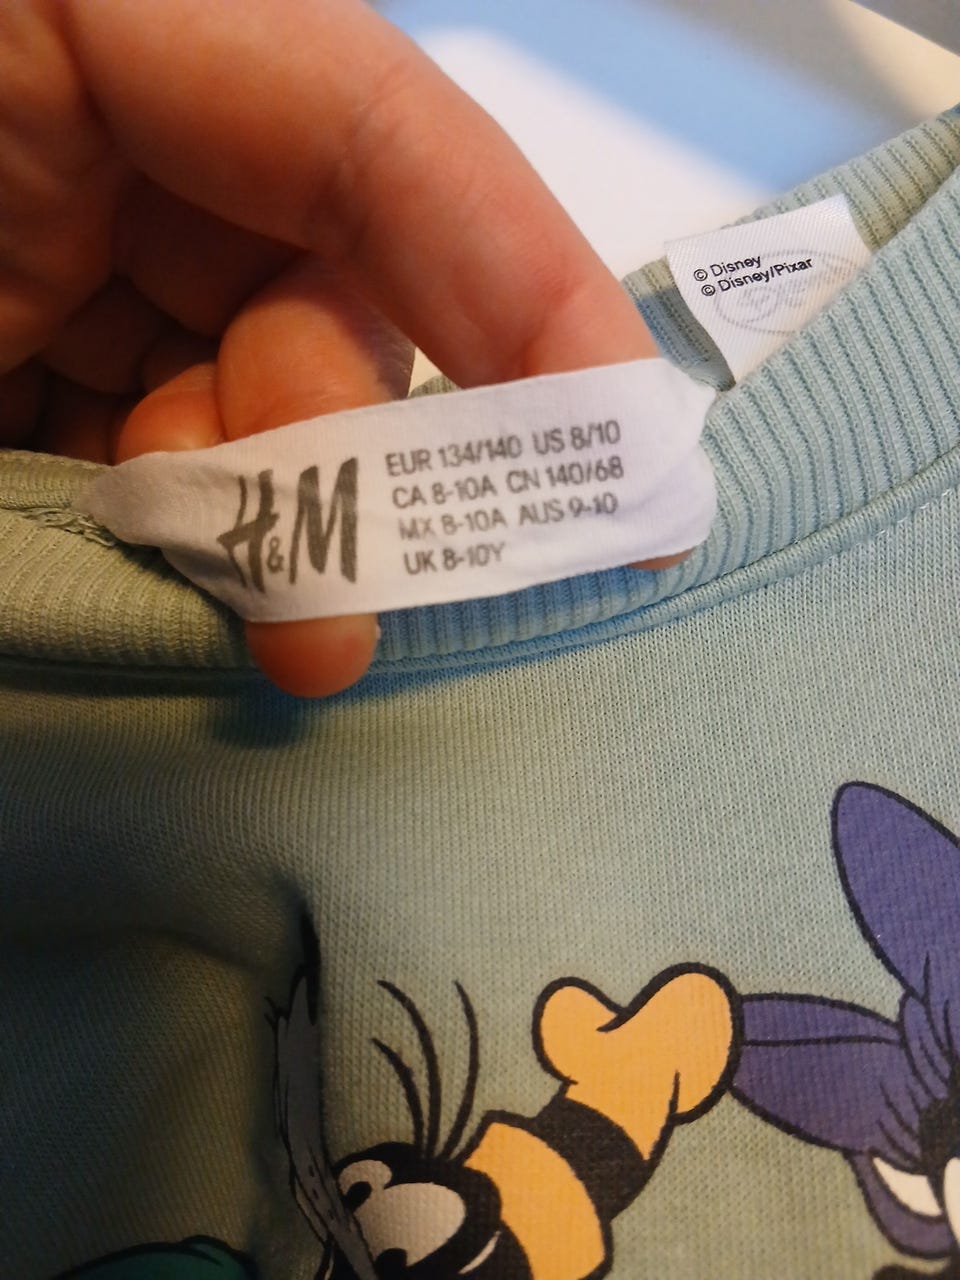 © Disney
© Disney/Pixar
H&M
EUR 134/140 US 8/10
CA 8-10A CN 140/68
MX 8-10A AUS 9-10
UK 8-10Y